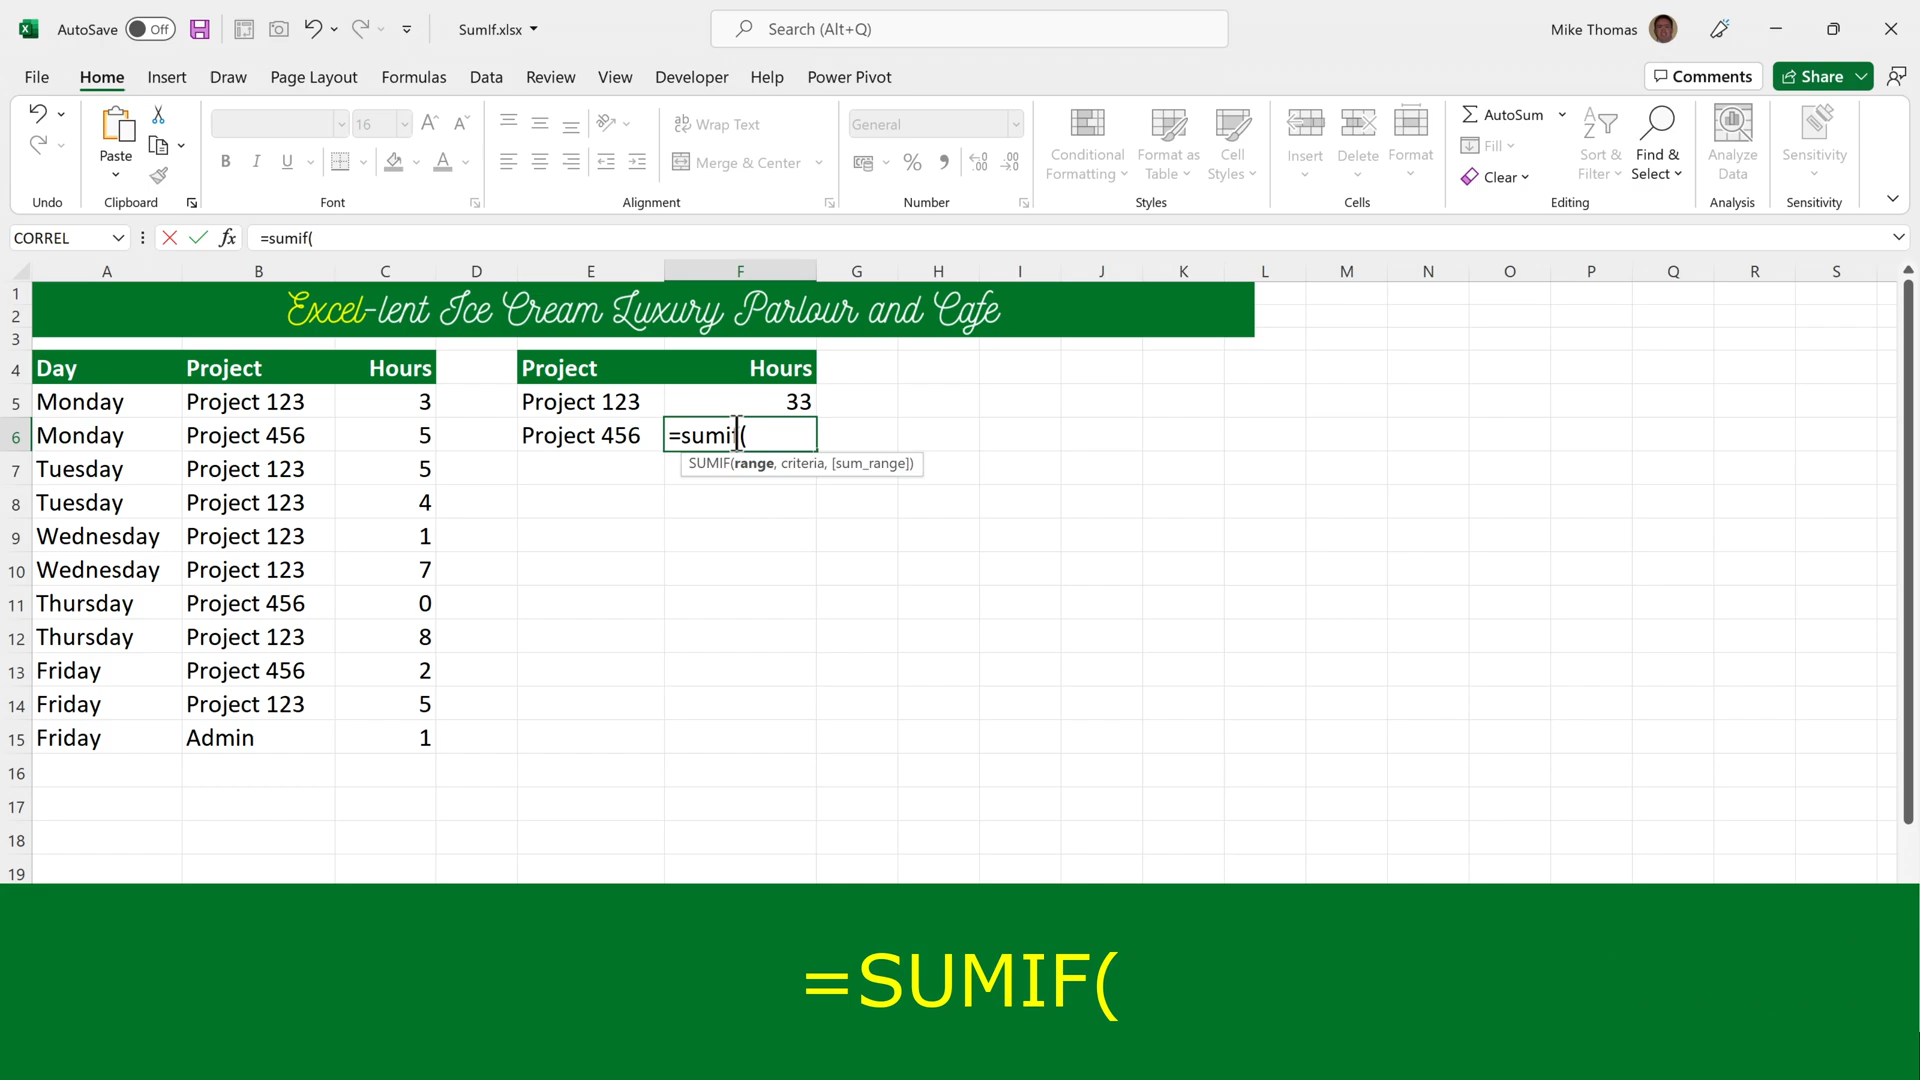 AutoSave Off SumIf.xlsx Search (Alt+Q) Mike Thomas
File Home Insert Draw Page Layout Formulas Data Review View Developer Help Power Pivot Comments Share
Paste 16 Wrap Text General AutoSum
Fill
B I U Merge & Center % Conditional Formatting Format as Table Cell Styles Insert Delete Format Clear Sort & Filter Find & Select Analyze Data Sensitivity
Undo Clipboard Font Alignment Number Styles Cells Editing Analysis Sensitivity
CORREL fx =sumif(
A B C D E F G H I J K L M N O P Q R S
1
2 Excel-lent Ice Cream Luxury Parlour and Cafe
3
4 Day Project Hours Project Hours
5 Monday Project 123 3 Project 123 33
6 Monday Project 456 5 Project 456 =sumif(
SUMIF(range, criteria, [sum_range])
7 Tuesday Project 123 5
8 Tuesday Project 123 4
9 Wednesday Project 123 1
10 Wednesday Project 123 7
11 Thursday Project 456 0
12 Thursday Project 123 8
13 Friday Project 456 2
14 Friday Project 123 5
15 Friday Admin 1
16
17
18
19
=SUMIF(